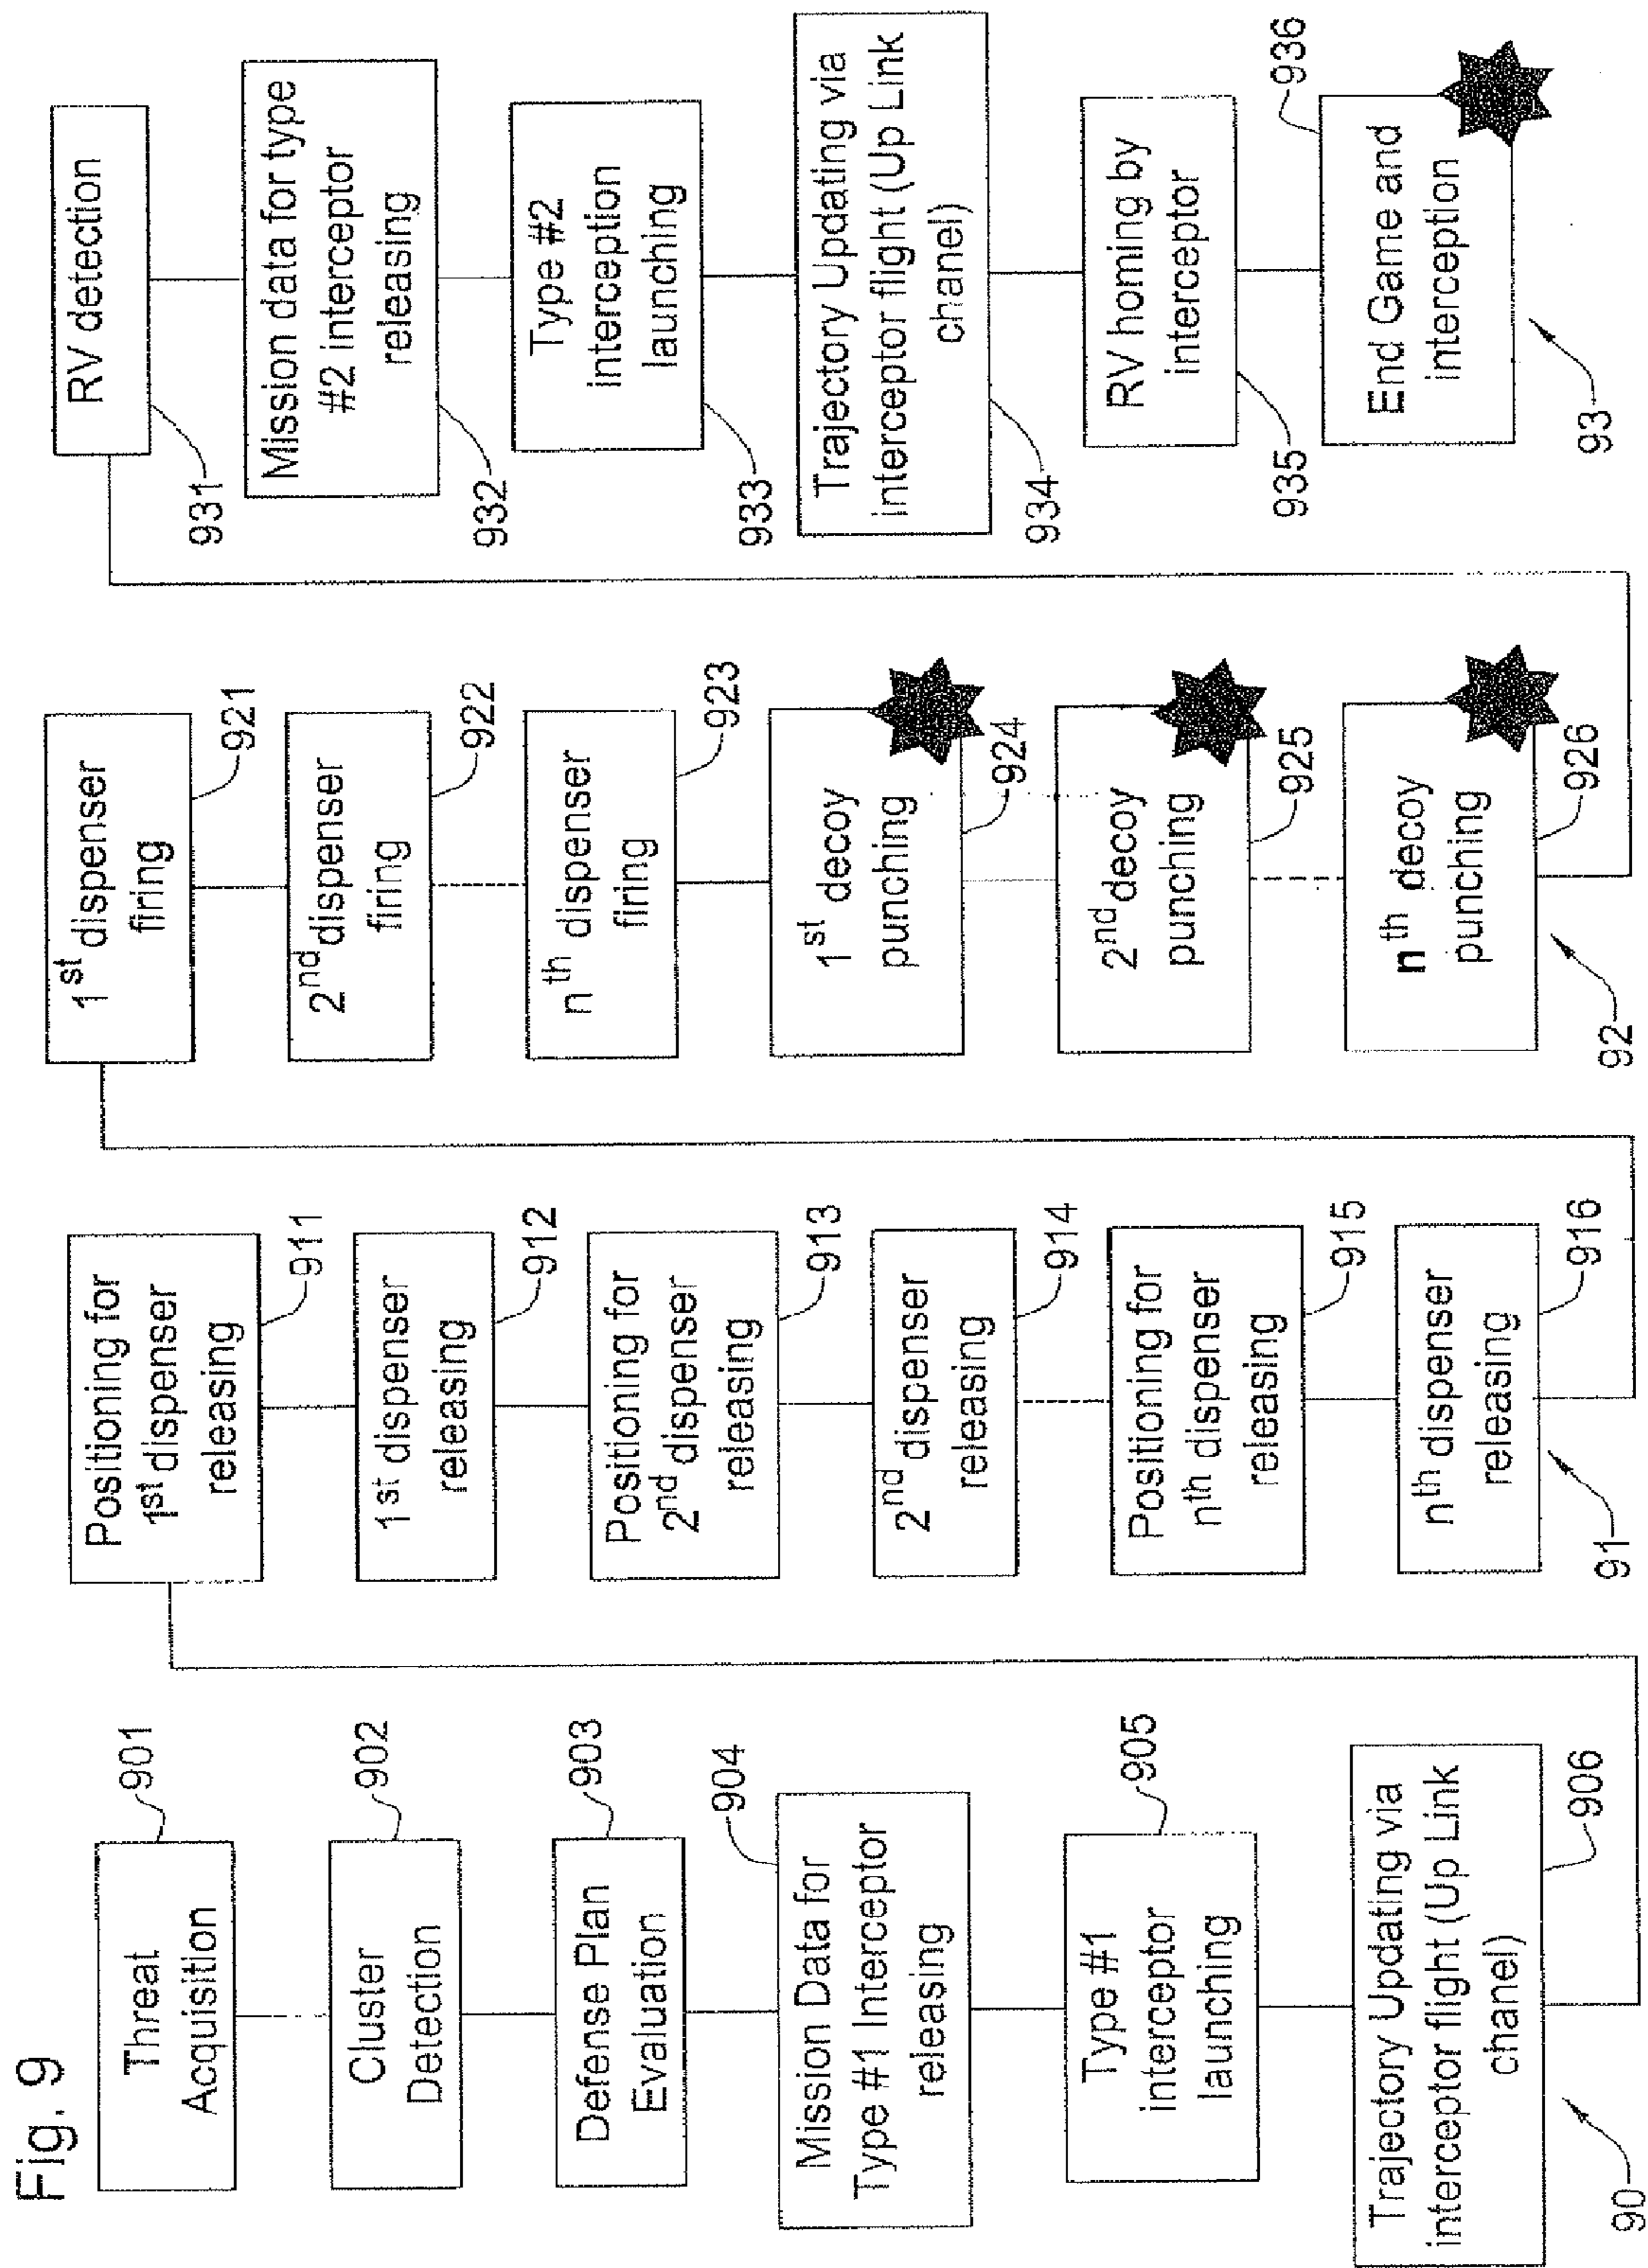 Fig. 9
Threat
Acquisition
901
Cluster
Detection
902
Defense Plan
Evaluation
903
Mission Data for
Type #1 Interceptor
releasing
904
Type #1
interceptor
launching
905
Trajectory Updating via
interceptor flight (Up Link
chanel)
906
90
Positioning for
1st dispenser
releasing
911
1st dispenser
releasing
912
Positioning for
2nd dispenser
releasing
913
2nd dispenser
releasing
914
Positioning for
nth dispenser
releasing
915
nth dispenser
releasing
916
91
1st dispenser
firing
921
2nd dispenser
firing
922
nth dispenser
firing
923
1st decoy
punching
924
2nd decoy
punching
925
nth decoy
punching
926
92
RV detection
931
Mission data for type
#2 interceptor
releasing
932
Type #2
interception
launching
933
Trajectory Updating via
interceptor flight (Up Link
chanel)
934
RV homing by
interceptor
935
End Game and
interception
936
93